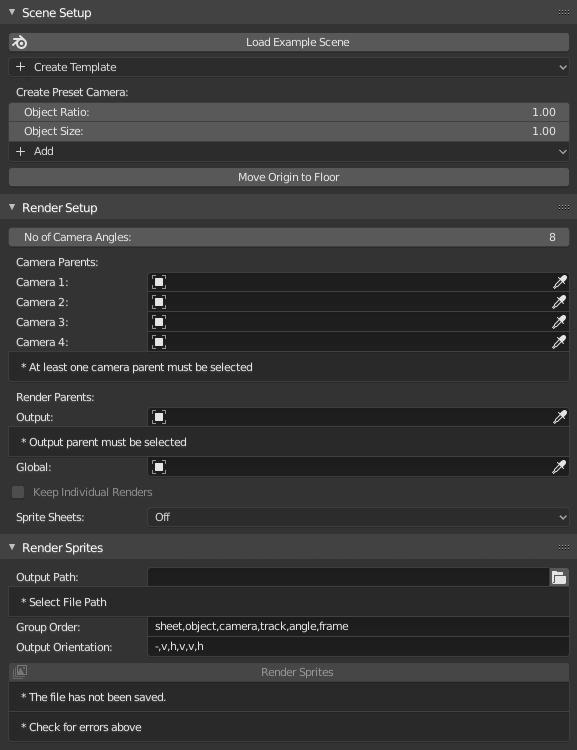 Scene Setup
Load Example Scene
Create Template
Create Preset Camera:
Object Ratio: 1.00
Object Size: 1.00
Add
Move Origin to Floor
Render Setup
No of Camera Angles: 8
Camera Parents:
Camera 1:
Camera 2:
Camera 3:
Camera 4:
* At least one camera parent must be selected
Render Parents:
Output:
* Output parent must be selected
Global:
Keep Individual Renders
Sprite Sheets: Off
Render Sprites
Output Path:
* Select File Path
Group Order: sheet,object,camera,track,angle,frame
Output Orientation: -,v,h,v,v,h
Render Sprites
* The file has not been saved.
* Check for errors above